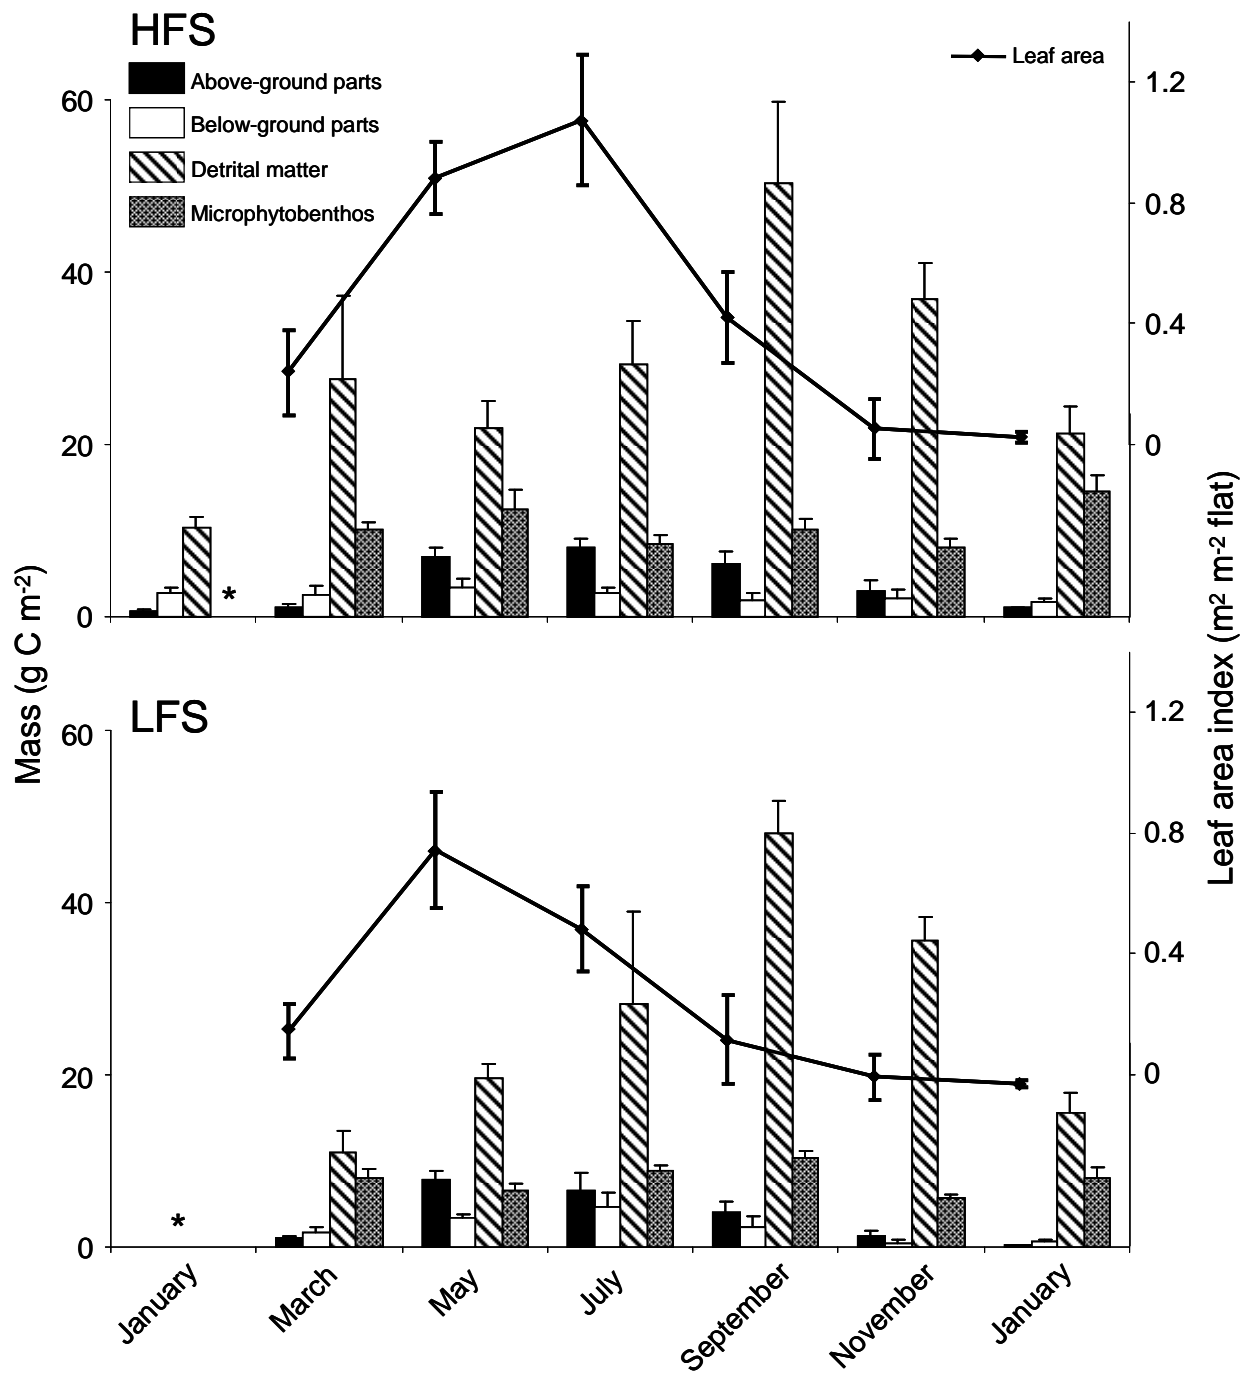 HFS
Above-ground parts
Below-ground parts
Detrital matter
Microphytobenthos
Leaf area
60
40
20
0
1.2
0.8
0.4
0
*
Mass (g C m-2)
Leaf area index (m² m-² flat)
LFS
60
40
20
0
1.2
0.8
0.4
0
*
January
March
May
July
September
November
January